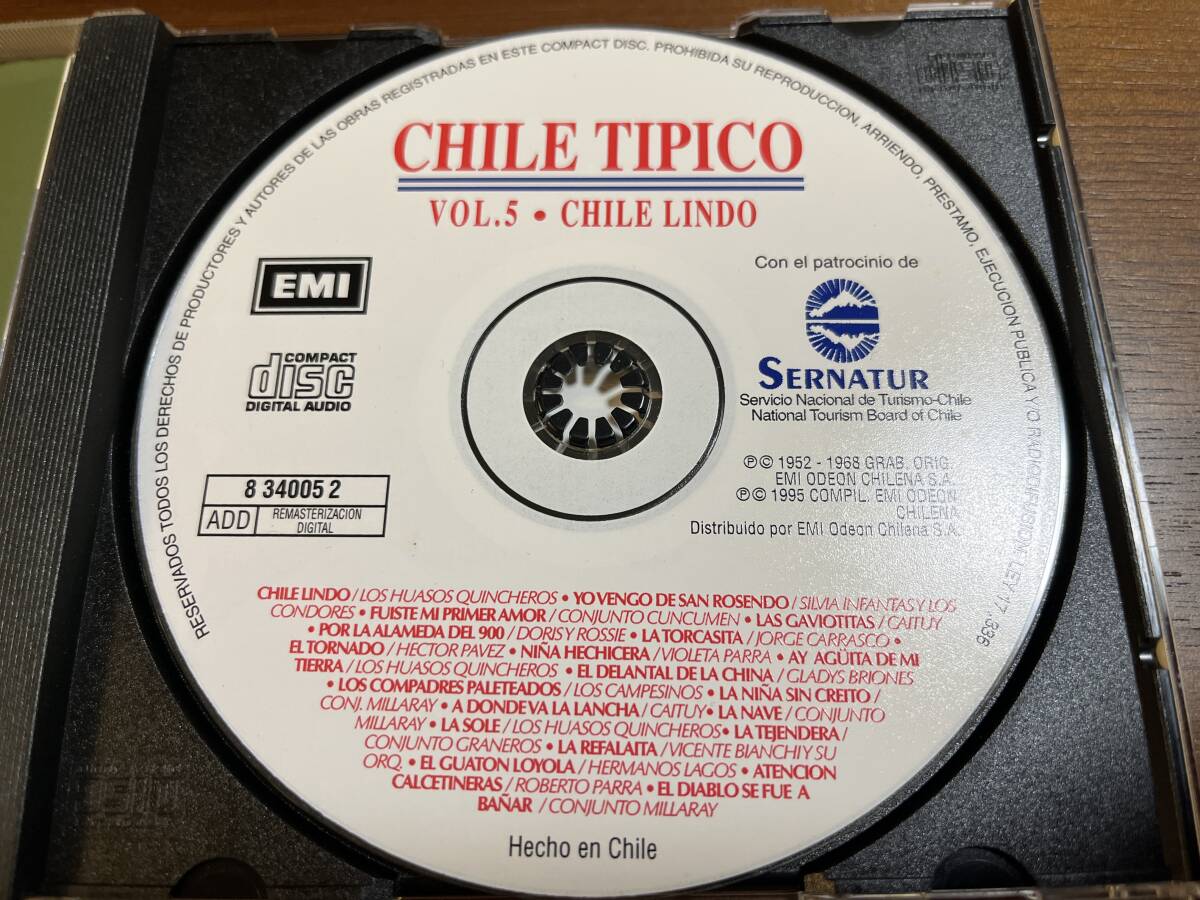 RESERVADOS TODOS LOS DERECHOS DE PRODUCTORES Y AUTORES DE LAS OBRAS REGISTRADAS EN ESTE COMPACT DISC. PROHIBIDA SU REPRODUCCION, ARRIENDO, PRESTAMO, EJECUCION PUBLICA Y/O RADIODIFUSION. LEY 17.336
CHILE TIPICO
VOL.5 • CHILE LINDO
EMI
COMPACT
disc
DIGITAL AUDIO
Con el patrocinio de
SERNATUR
Servicio Nacional de Turismo-Chile
National Tourism Board of Chile
8 34005 2
ADD
REMASTERIZACION
DIGITAL
℗© 1952 - 1968 GRAB. ORIG.
EMI ODEON CHILENA S.A.
℗© 1995 COMPIL. EMI ODEON
CHILENA
Distribuido por EMI Odeon Chilena S.A.
CHILE LINDO / LOS HUASOS QUINCHEROS • YO VENGO DE SAN ROSENDO / SILVIA INFANTAS Y LOS
CONDORES • FUISTE MI PRIMER AMOR / CONJUNTO CUNCUMEN • LAS GAVIOTITAS / CAITUY
• POR LA ALAMEDA DEL 900 / DORIS Y ROSSIE • LA TORCASITA / JORGE CARRASCO •
EL TORNADO / HECTOR PAVEZ • NIÑA HECHICERA / VIOLETA PARRA • AY AGÜITA DE MI
TIERRA / LOS HUASOS QUINCHEROS • EL DELANTAL DE LA CHINA / GLADYS BRIONES
• LOS COMPADRES PALETEADOS / LOS CAMPESINOS • LA NIÑA SIN CREITO /
CONJ. MILLARAY • A DONDE VA LA LANCHA / CAITUY • LA NAVE / CONJUNTO
MILLARAY • LA SOLE / LOS HUASOS QUINCHEROS • LA TEJENDERA /
CONJUNTO GRANEROS • LA REFALAITA / VICENTE BIANCHI Y SU
ORQ. • EL GUATON LOYOLA / HERMANOS LAGOS • ATENCION
CALCETINERAS / ROBERTO PARRA • EL DIABLO SE FUE A
BAÑAR / CONJUNTO MILLARAY
Hecho en Chile